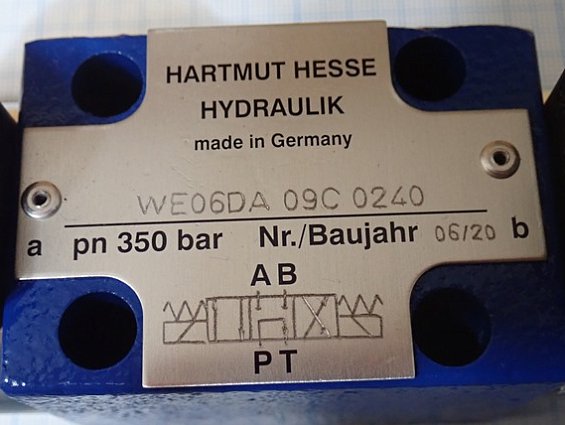 HARTMUT HESSE
HYDRAULIK
made in Germany
WE06DA 09C 0240
a pn 350 bar Nr./Baujahr 06/20 b
A B
P T